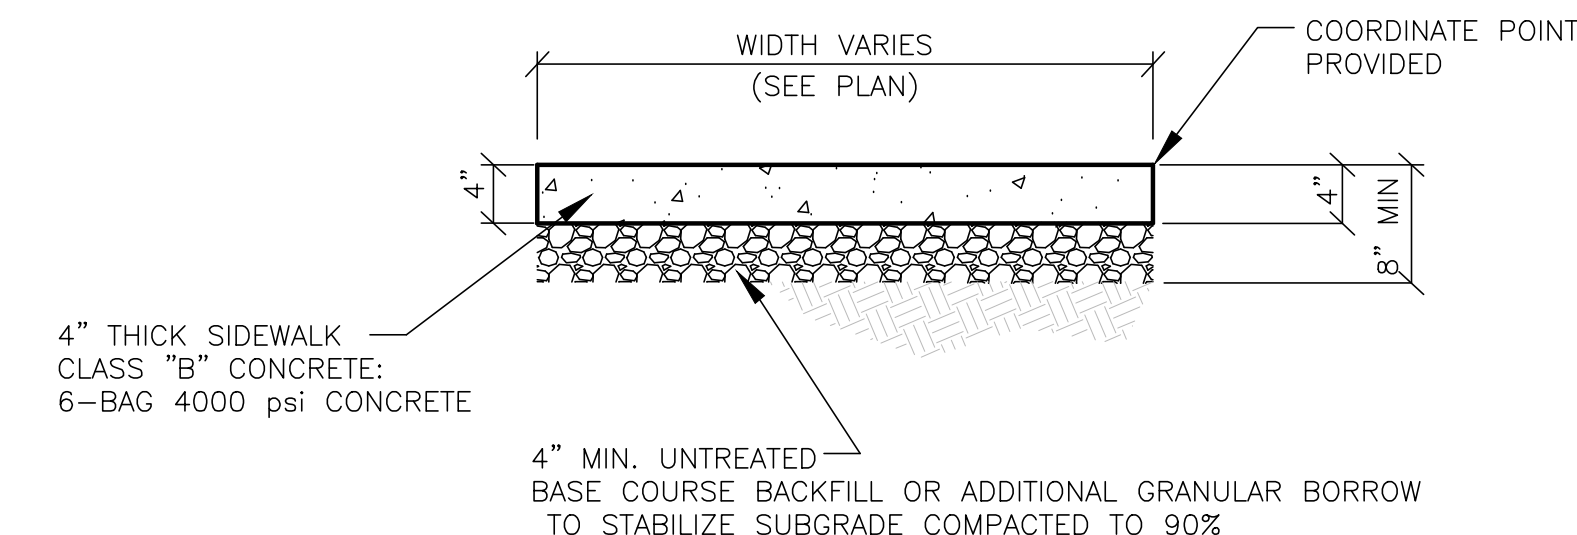 WIDTH VARIES
(SEE PLAN)
COORDINATE POINT
PROVIDED
4”
4”
8” MIN
4” THICK SIDEWALK
CLASS ”B” CONCRETE:
6–BAG 4000 psi CONCRETE
4” MIN. UNTREATED
BASE COURSE BACKFILL OR ADDITIONAL GRANULAR BORROW
TO STABILIZE SUBGRADE COMPACTED TO 90%